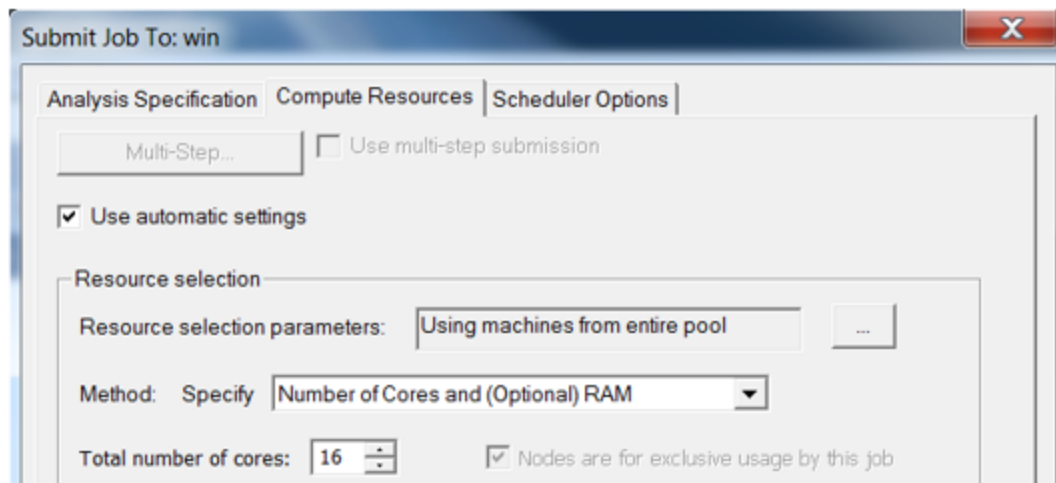 Submit Job To: win
Analysis Specification Compute Resources Scheduler Options
Multi-Step... Use multi-step submission
Use automatic settings
Resource selection
Resource selection parameters: Using machines from entire pool ...
Method: Specify Number of Cores and (Optional) RAM
Total number of cores: 16 Nodes are for exclusive usage by this job